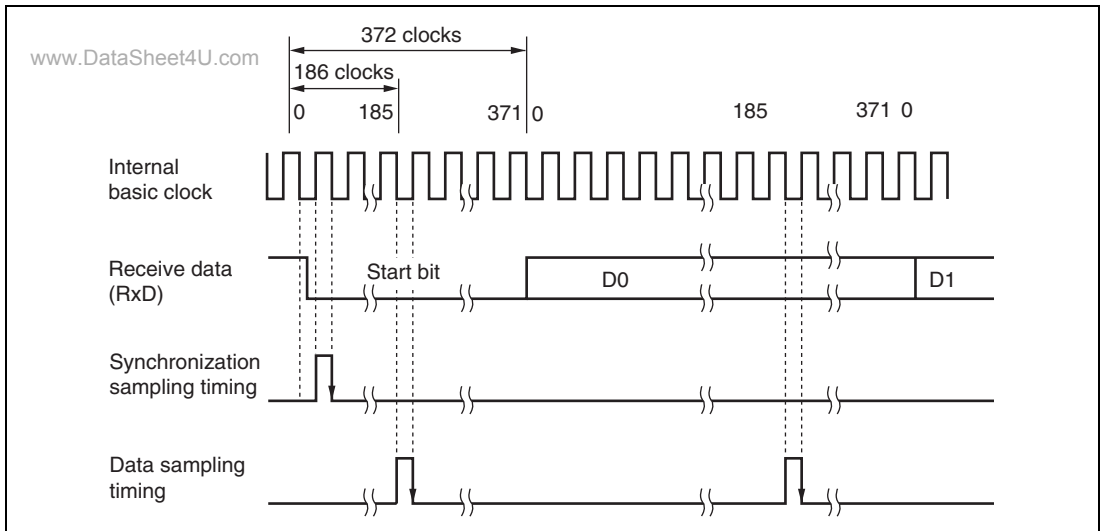 372 clocks
www.DataSheet4U.com
186 clocks
0 185 371 0 185 371 0
Internal
basic clock
Receive data
(RxD)
Start bit
D0
D1
Synchronization
sampling timing
Data sampling
timing